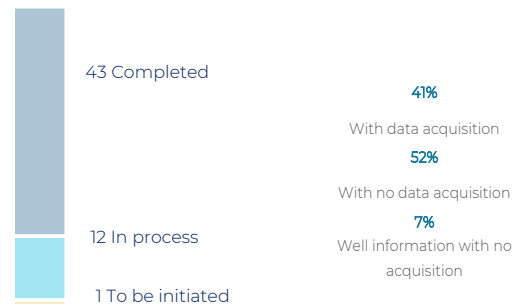 43 Completed
12 In process
1 To be initiated
41%
With data acquisition
52%
With no data acquisition
7%
Well information with no
acquisition